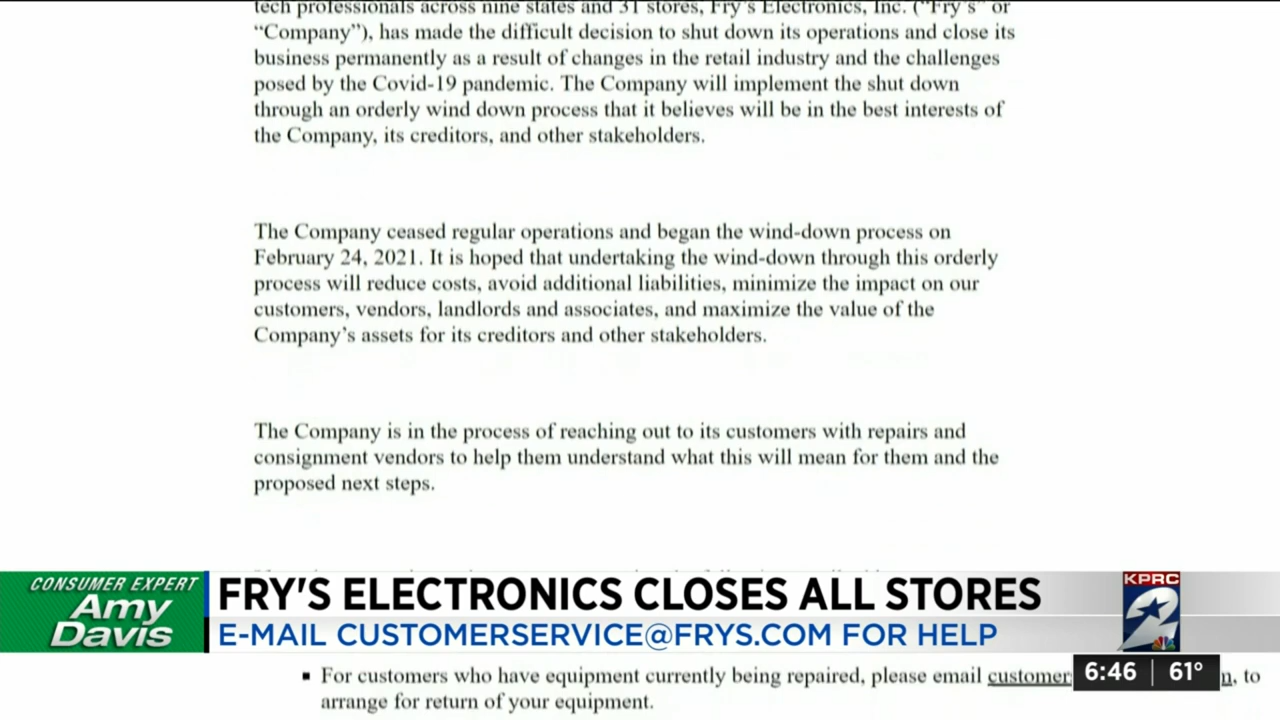 tech professionals across nine states and 31 stores, Fry's Electronics, Inc. ("Fry's" or
“Company”), has made the difficult decision to shut down its operations and close its
business permanently as a result of changes in the retail industry and the challenges
posed by the Covid-19 pandemic. The Company will implement the shut down
through an orderly wind down process that it believes will be in the best interests of
the Company, its creditors, and other stakeholders.
The Company ceased regular operations and began the wind-down process on
February 24, 2021. It is hoped that undertaking the wind-down through this orderly
process will reduce costs, avoid additional liabilities, minimize the impact on our
customers, vendors, landlords and associates, and maximize the value of the
Company’s assets for its creditors and other stakeholders.
The Company is in the process of reaching out to its customers with repairs and
consignment vendors to help them understand what this will mean for them and the
proposed next steps.
CONSUMER EXPERT
Amy
Davis
FRY'S ELECTRONICS CLOSES ALL STORES
E-MAIL CUSTOMERSERVICE@FRYS.COM FOR HELP
KPRC
2
6:46 | 61°
▪ For customers who have equipment currently being repaired, please email customer to
arrange for return of your equipment.